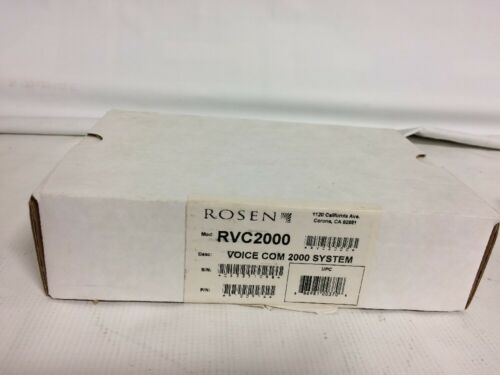 ROSEN
1120 California Ave.
Corona, CA 92881
Mod: RVC2000
Desc: VOICE COM 2000 SYSTEM
S/N:
UPC
P/N: